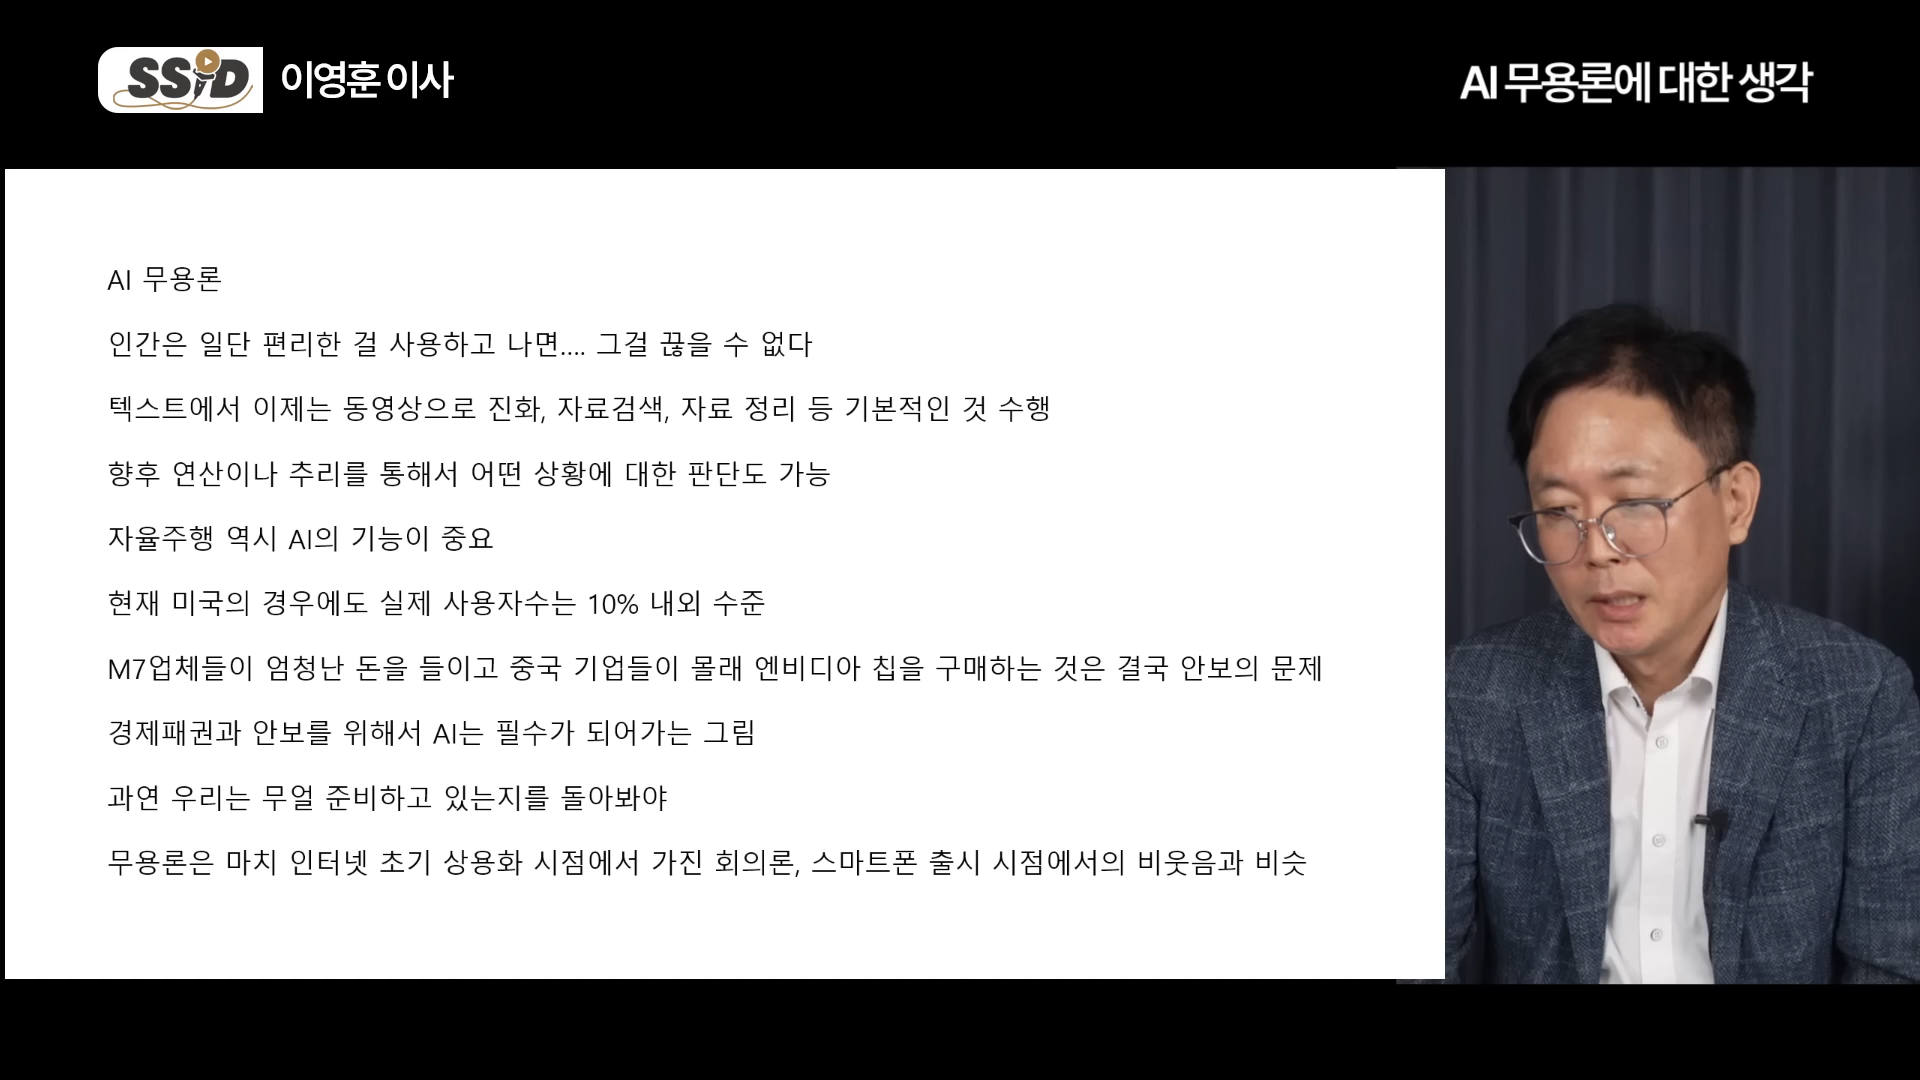 SSID 이영훈 이사
AI 무용론에 대한 생각
AI 무용론
인간은 일단 편리한 걸 사용하고 나면.... 그걸 끊을 수 없다
텍스트에서 이제는 동영상으로 진화, 자료검색, 자료 정리 등 기본적인 것 수행
향후 연산이나 추리를 통해서 어떤 상황에 대한 판단도 가능
자율주행 역시 AI의 기능이 중요
현재 미국의 경우에도 실제 사용자수는 10% 내외 수준
M7업체들이 엄청난 돈을 들이고 중국 기업들이 몰래 엔비디아 칩을 구매하는 것은 결국 안보의 문제
경제패권과 안보를 위해서 AI는 필수가 되어가는 그림
과연 우리는 무얼 준비하고 있는지를 돌아봐야
무용론은 마치 인터넷 초기 상용화 시점에서 가진 회의론, 스마트폰 출시 시점에서의 비웃음과 비슷